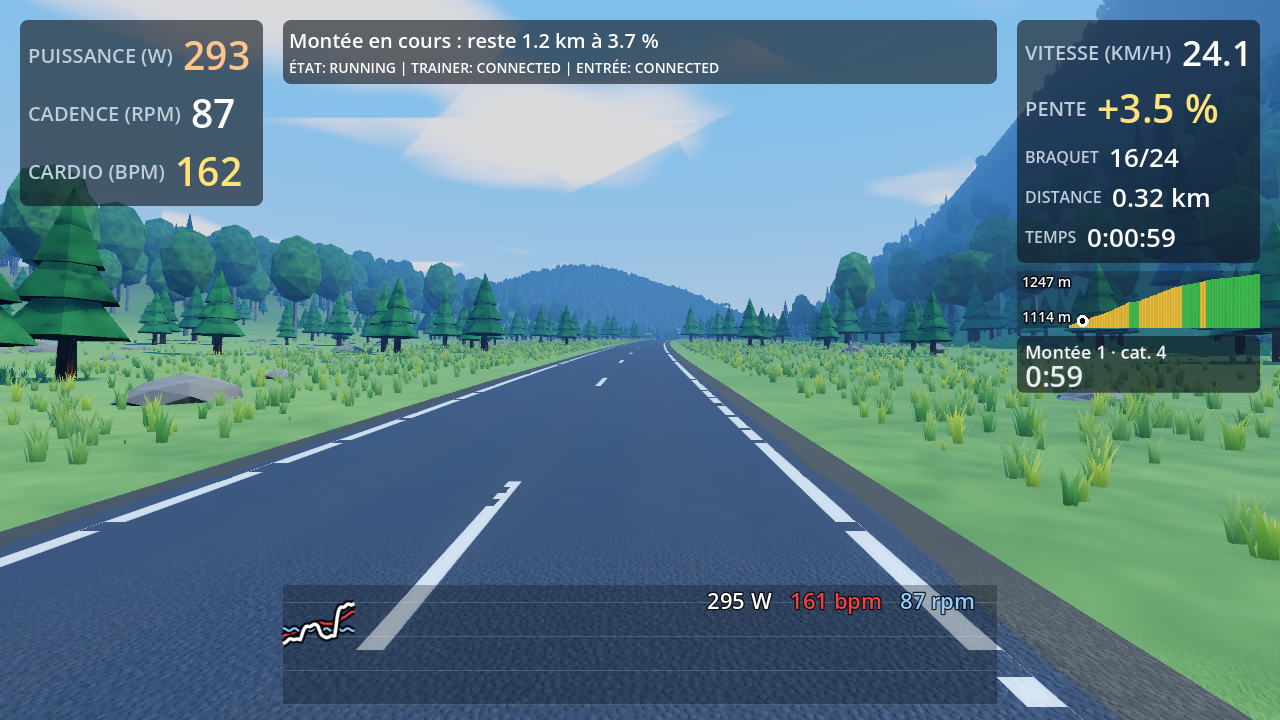 PUISSANCE (W) 293
CADENCE (RPM) 87
CARDIO (BPM) 162
Montée en cours : reste 1.2 km à 3.7 %
ÉTAT: RUNNING | TRAINER: CONNECTED | ENTRÉE: CONNECTED
VITESSE (KM/H) 24.1
PENTE +3.5 %
BRAQUET 16/24
DISTANCE 0.32 km
TEMPS 0:00:59
1247 m
1114 m
Montée 1 · cat. 4
0:59
295 W 161 bpm 87 rpm